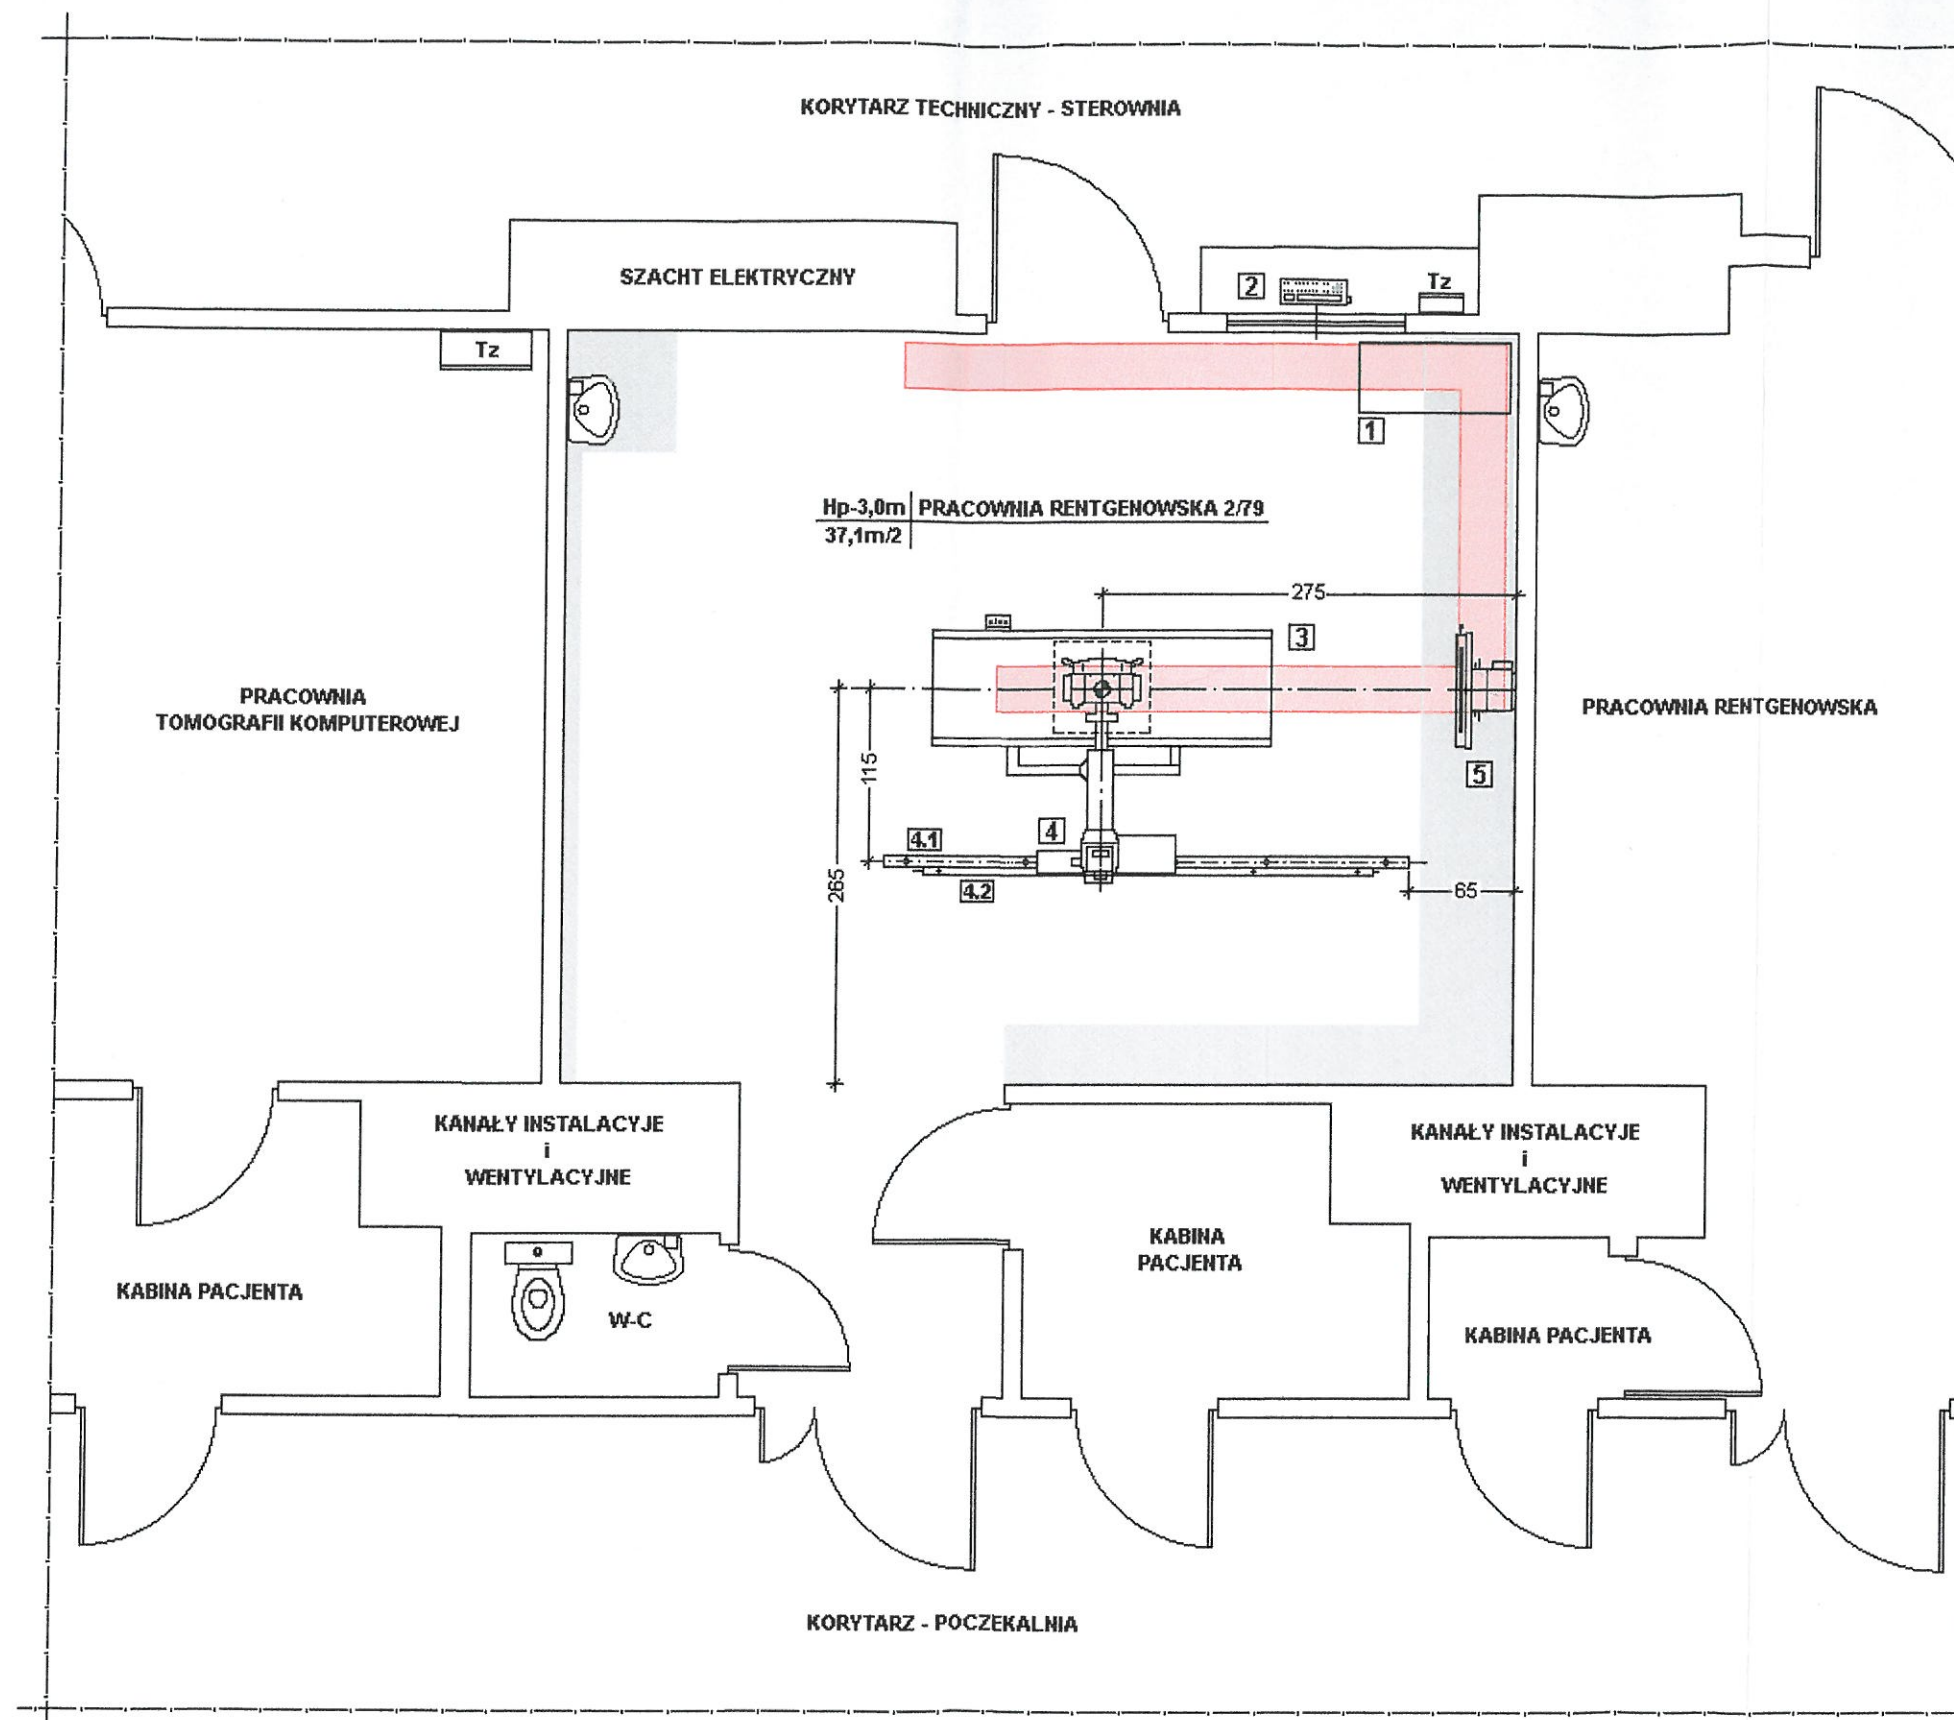 KORYTARZ TECHNICZNY - STEROWNIA
SZACHT ELEKTRYCZNY
2
Tz
Tz
1
Hp-3,0m PRACOWNIA RENTGENOWSKA 2/79
37,1m/2
275
3
PRACOWNIA
TOMOGRAFII KOMPUTEROWEJ
PRACOWNIA RENTGENOWSKA
115
5
4.1
4
265
4.2
65
KANAŁY INSTALACYJE
i
WENTYLACYJNE
KANAŁY INSTALACYJE
i
WENTYLACYJNE
KABINA
PACJENTA
KABINA PACJENTA
W-C
KABINA PACJENTA
KORYTARZ - POCZEKALNIA